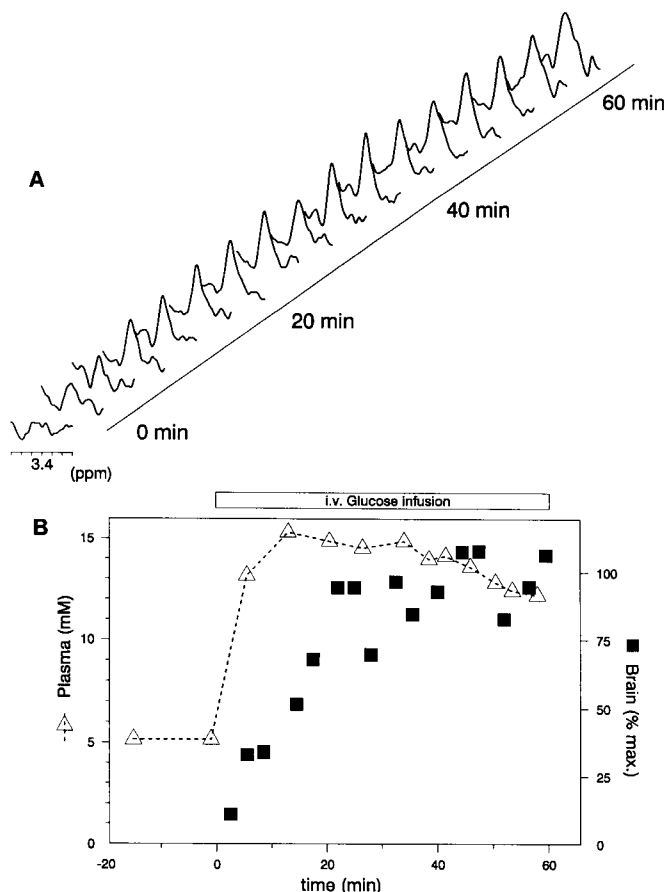 A
60 min
40 min
20 min
0 min
3.4
(ppm)
i.v. Glucose infusion
B
15
10
5
0
Plasma (mM)
100
75
50
25
0
Brain (% max.)
-20
0
20
40
60
time (min)